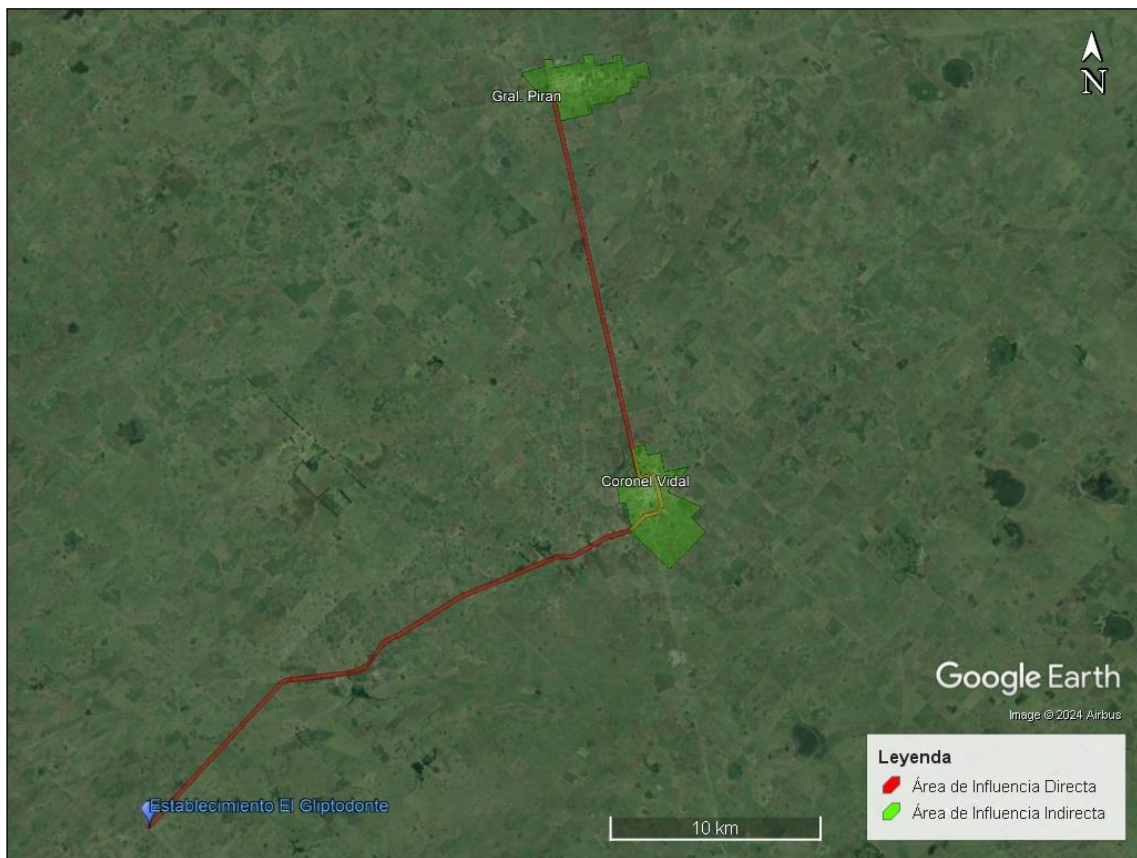 N
Gral. Piran
Coronel Vidal
Establecimiento El Gliptodonte
Google Earth
Image © 2024 Airbus
Leyenda
Área de Influencia Directa
Área de Influencia Indirecta
10 km